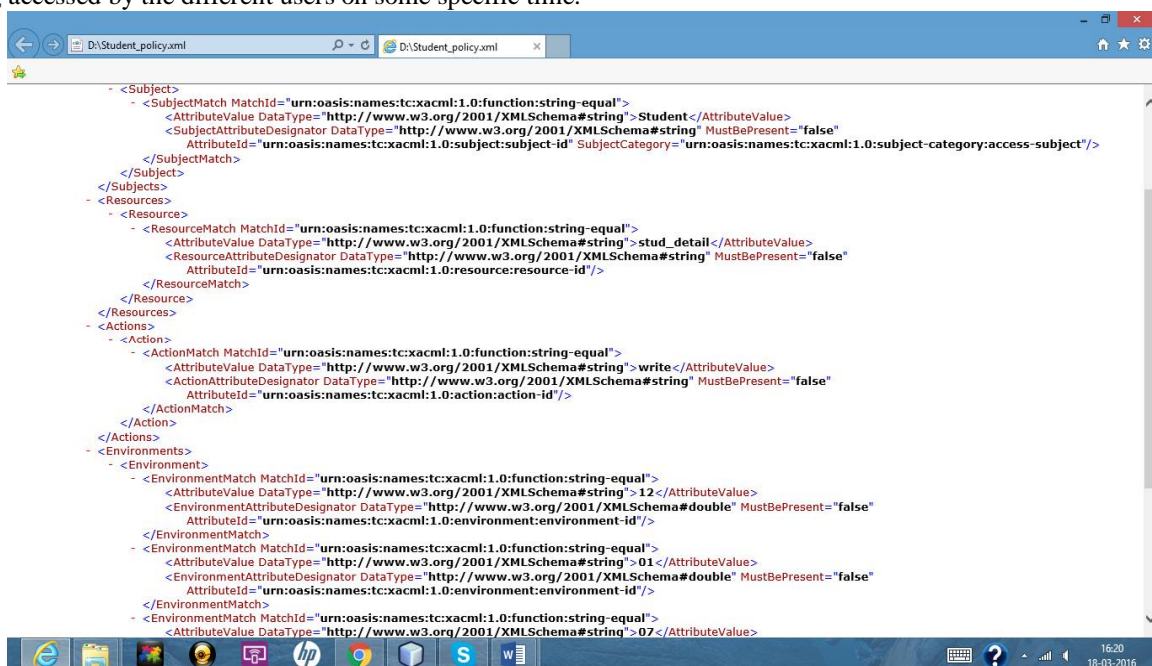 accessed by the different users on some specific time.
D:\Student_policy.xml
D:\Student_policy.xml
- <Subject>
- <SubjectMatch MatchId="urn:oasis:names:tc:xacml:1.0:function:string-equal">
<AttributeValue DataType="http://www.w3.org/2001/XMLSchema#string">Student</AttributeValue>
<SubjectAttributeDesignator DataType="http://www.w3.org/2001/XMLSchema#string" MustBePresent="false"
AttributeId="urn:oasis:names:tc:xacml:1.0:subject:subject-id" SubjectCategory="urn:oasis:names:tc:xacml:1.0:subject-category:access-subject"/>
</SubjectMatch>
</Subject>
</Subjects>
- <Resources>
- <Resource>
- <ResourceMatch MatchId="urn:oasis:names:tc:xacml:1.0:function:string-equal">
<AttributeValue DataType="http://www.w3.org/2001/XMLSchema#string">stud_detail</AttributeValue>
<ResourceAttributeDesignator DataType="http://www.w3.org/2001/XMLSchema#string" MustBePresent="false"
AttributeId="urn:oasis:names:tc:xacml:1.0:resource:resource-id"/>
</ResourceMatch>
</Resource>
</Resources>
- <Actions>
- <Action>
- <ActionMatch MatchId="urn:oasis:names:tc:xacml:1.0:function:string-equal">
<AttributeValue DataType="http://www.w3.org/2001/XMLSchema#string">write</AttributeValue>
<ActionAttributeDesignator DataType="http://www.w3.org/2001/XMLSchema#string" MustBePresent="false"
AttributeId="urn:oasis:names:tc:xacml:1.0:action:action-id"/>
</ActionMatch>
</Action>
</Actions>
- <Environments>
- <Environment>
- <EnvironmentMatch MatchId="urn:oasis:names:tc:xacml:1.0:function:string-equal">
<AttributeValue DataType="http://www.w3.org/2001/XMLSchema#string">12</AttributeValue>
<EnvironmentAttributeDesignator DataType="http://www.w3.org/2001/XMLSchema#double" MustBePresent="false"
AttributeId="urn:oasis:names:tc:xacml:1.0:environment:environment-id"/>
</EnvironmentMatch>
- <EnvironmentMatch MatchId="urn:oasis:names:tc:xacml:1.0:function:string-equal">
<AttributeValue DataType="http://www.w3.org/2001/XMLSchema#string">01</AttributeValue>
<EnvironmentAttributeDesignator DataType="http://www.w3.org/2001/XMLSchema#double" MustBePresent="false"
AttributeId="urn:oasis:names:tc:xacml:1.0:environment:environment-id"/>
</EnvironmentMatch>
- <EnvironmentMatch MatchId="urn:oasis:names:tc:xacml:1.0:function:string-equal">
<AttributeValue DataType="http://www.w3.org/2001/XMLSchema#string">07</AttributeValue>
hp
S
W
16:20
18-03-2016